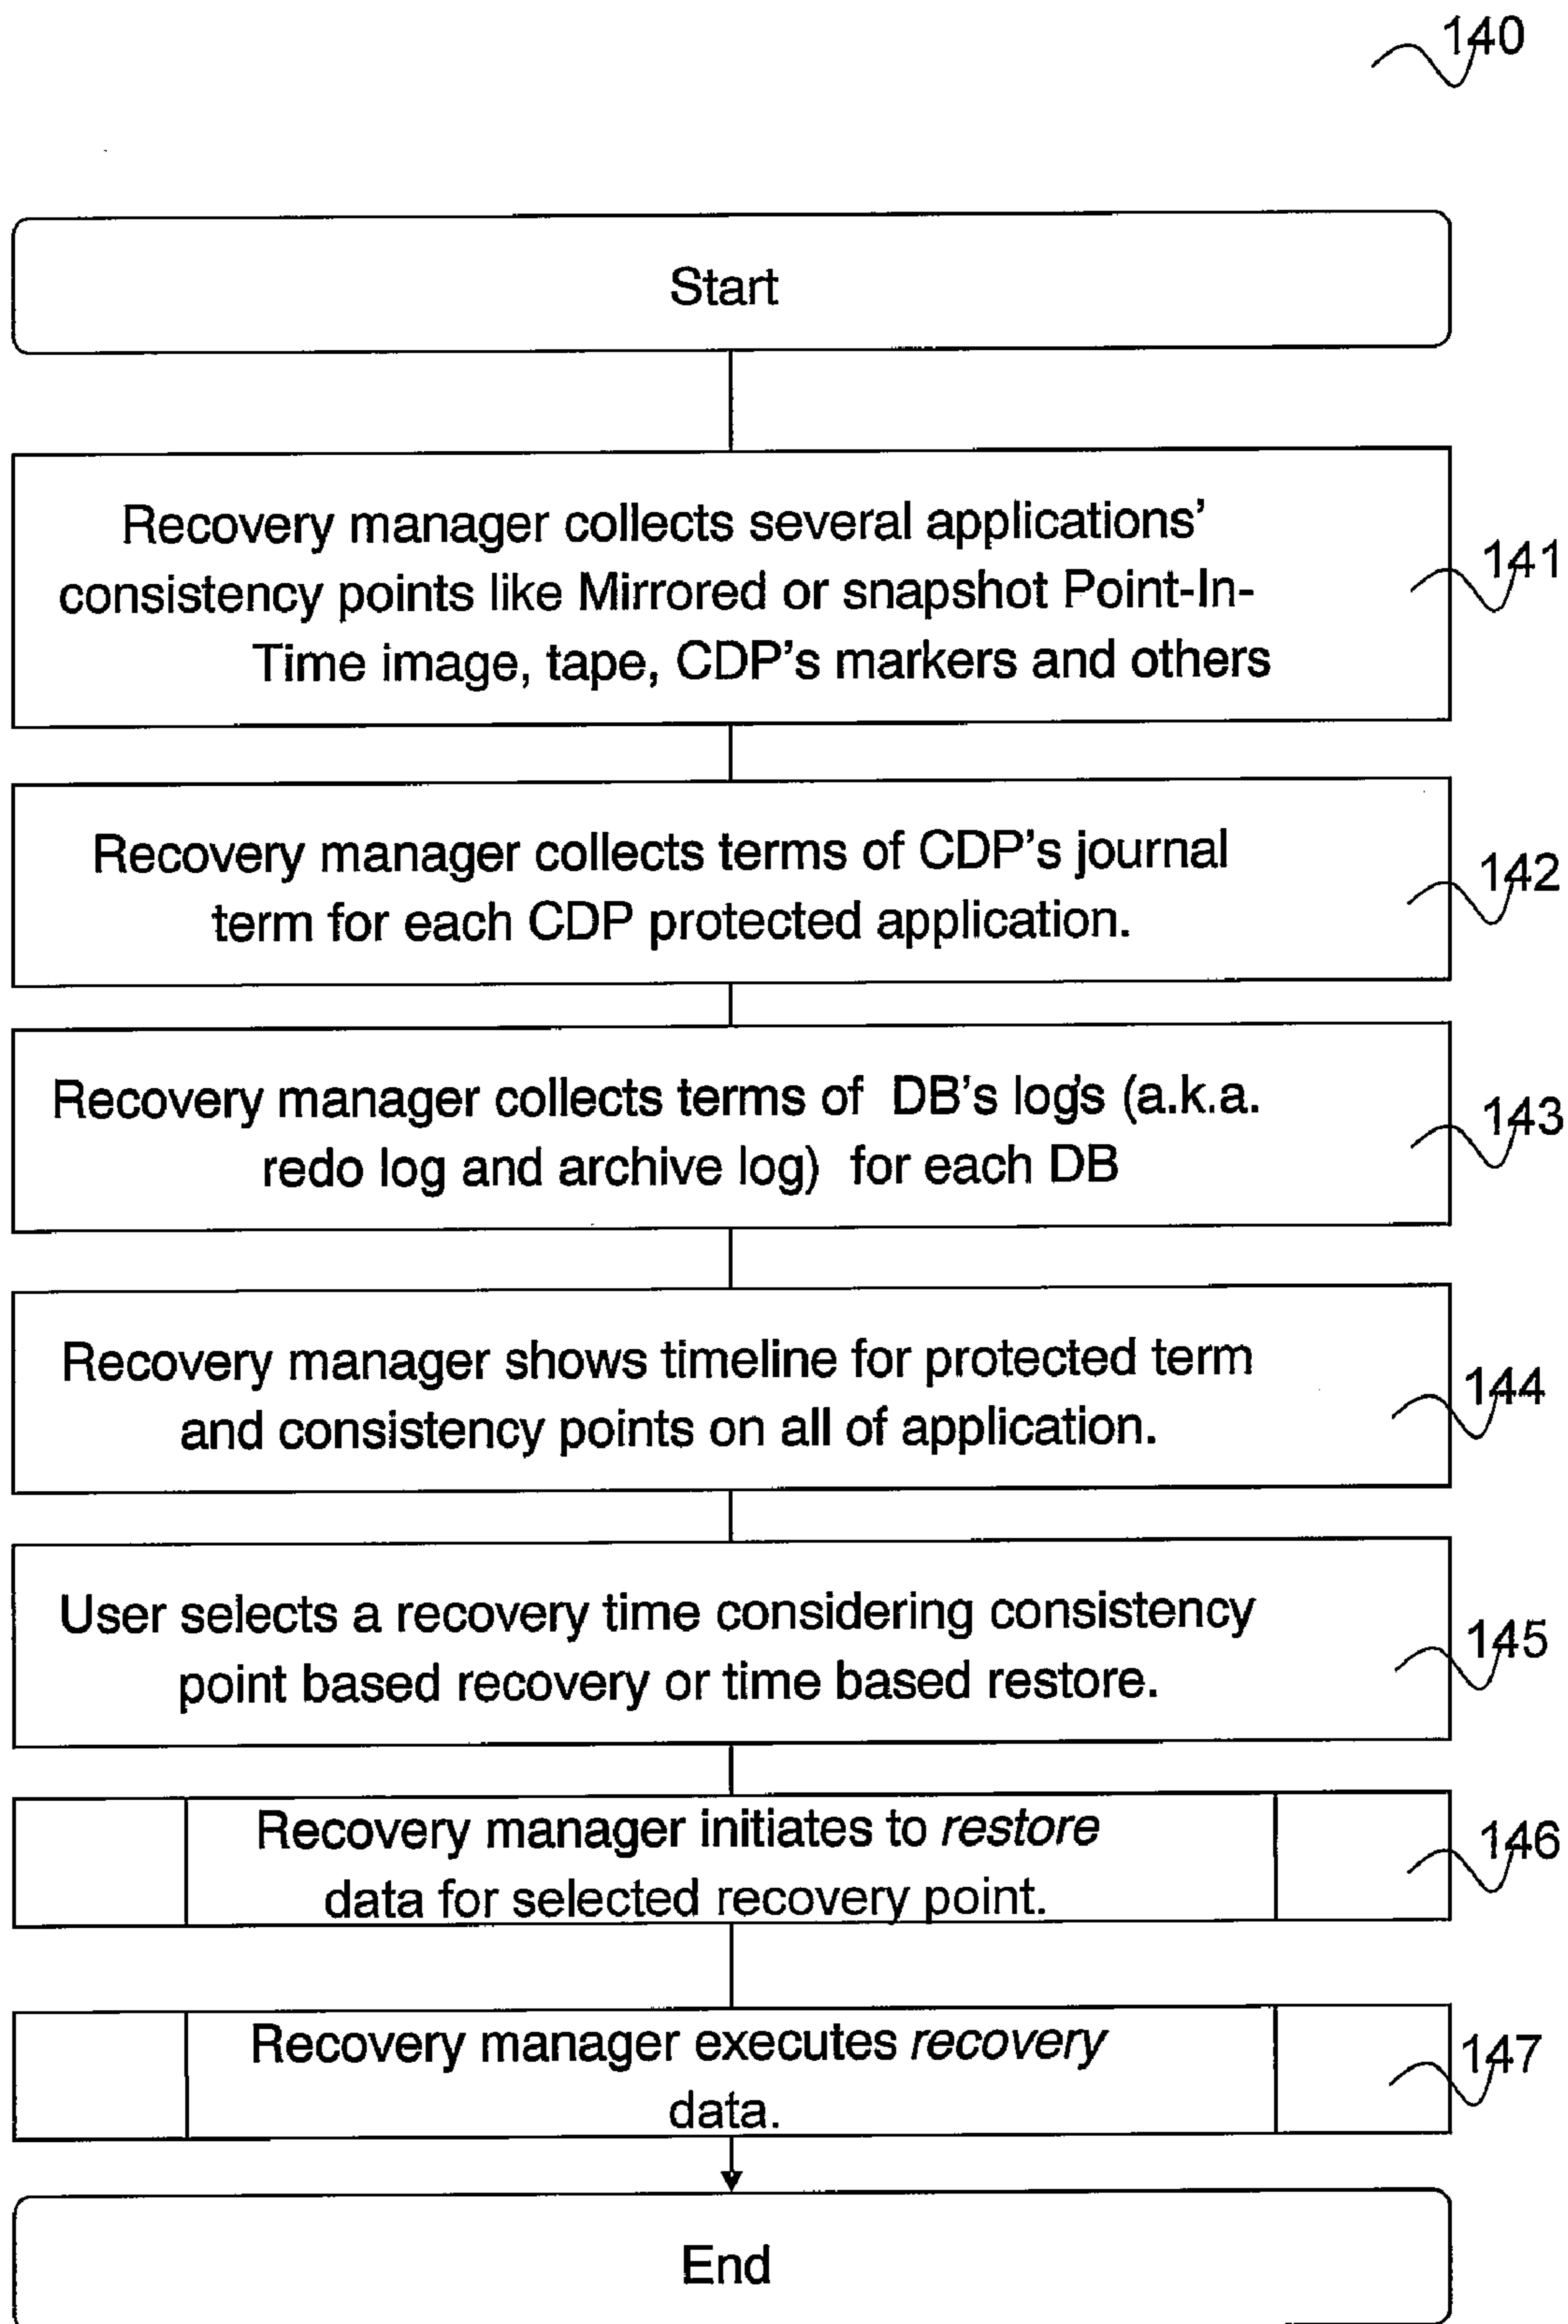 140
Start
Recovery manager collects several applications’
consistency points like Mirrored or snapshot Point-In-
Time image, tape, CDP’s markers and others
141
Recovery manager collects terms of CDP’s journal
term for each CDP protected application.
142
Recovery manager collects terms of DB’s logs (a.k.a.
redo log and archive log) for each DB
143
Recovery manager shows timeline for protected term
and consistency points on all of application.
144
User selects a recovery time considering consistency
point based recovery or time based restore.
145
Recovery manager initiates to restore
data for selected recovery point.
146
Recovery manager executes recovery
data.
147
End